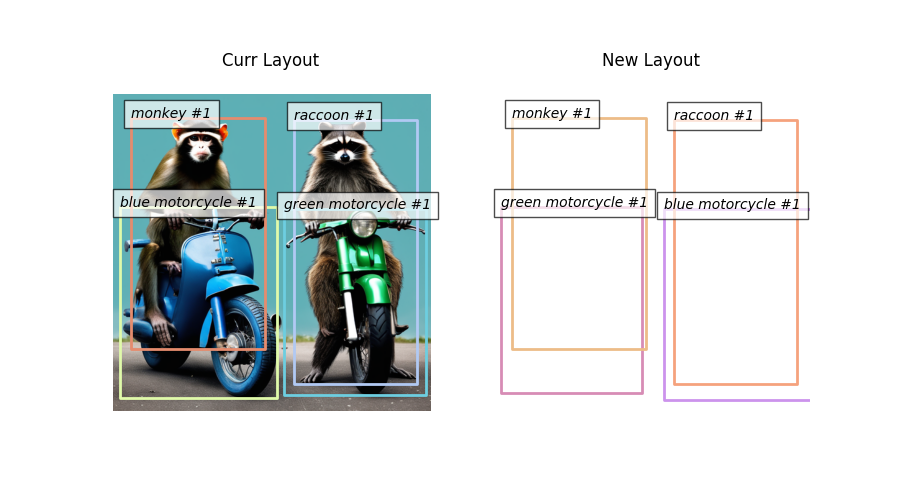 Curr Layout
New Layout
monkey #1
raccoon #1
monkey #1
raccoon #1
blue motorcycle #1
green motorcycle #1
green motorcycle #1
blue motorcycle #1